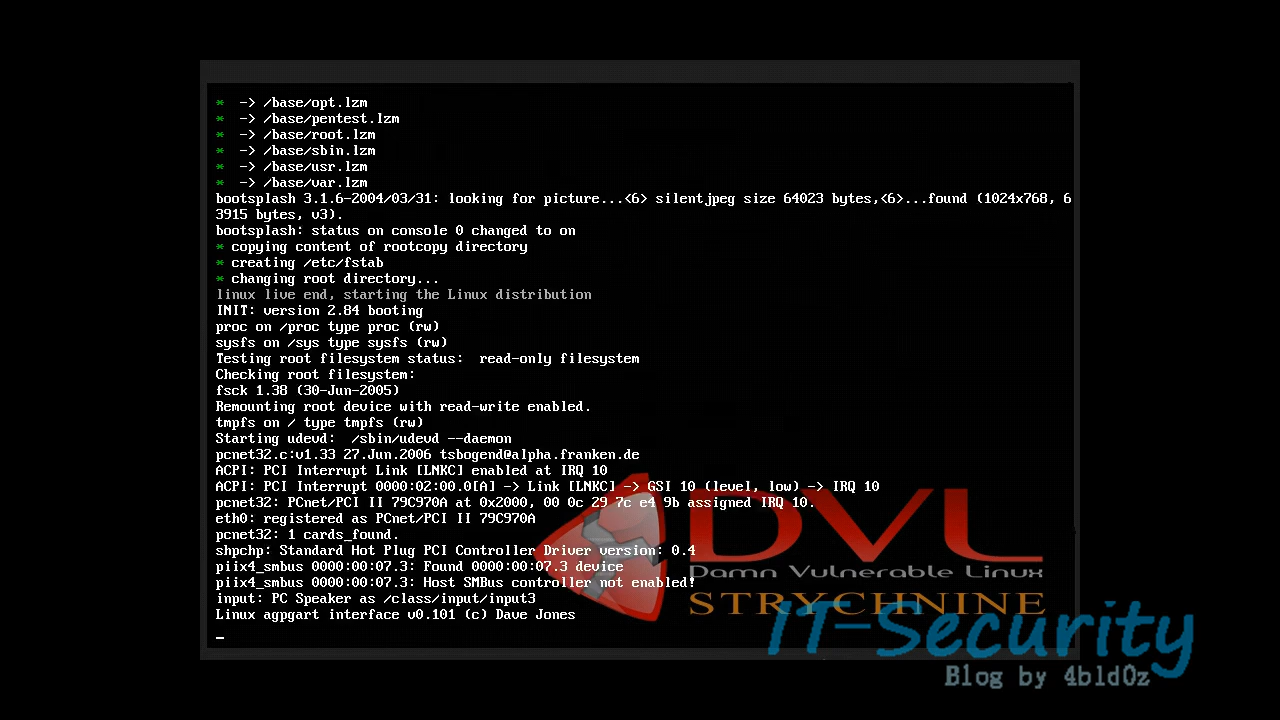 * -> /base/opt.lzm
* -> /base/pentest.lzm
* -> /base/root.lzm
* -> /base/sbin.lzm
* -> /base/usr.lzm
* -> /base/var.lzm
bootsplash 3.1.6-2004/03/31: looking for picture...<6> silentjpeg size 64023 bytes,<6>...found (1024x768, 6
3915 bytes, v3).
bootsplash: status on console 0 changed to on
* copying content of rootcopy directory
* creating /etc/fstab
* changing root directory...
linux live end, starting the Linux distribution
INIT: version 2.84 booting
proc on /proc type proc (rw)
sysfs on /sys type sysfs (rw)
Testing root filesystem status:  read-only filesystem
Checking root filesystem:
fsck 1.38 (30-Jun-2005)
Remounting root device with read-write enabled.
tmpfs on / type tmpfs (rw)
Starting udevd:  /sbin/udevd --daemon
pcnet32.c:v1.33 27.Jun.2006 tsbogend@alpha.franken.de
ACPI: PCI Interrupt Link [LNKC] enabled at IRQ 10
ACPI: PCI Interrupt 0000:02:00.0[A] -> Link [LNKC] -> GSI 10 (level, low) -> IRQ 10
pcnet32: PCnet/PCI II 79C970A at 0x2000, 00 0c 29 7c e4 9b assigned IRQ 10.
eth0: registered as PCnet/PCI II 79C970A
pcnet32: 1 cards_found.
shpchp: Standard Hot Plug PCI Controller Driver version: 0.4
piix4_smbus 0000:00:07.3: Found 0000:00:07.3 device
piix4_smbus 0000:00:07.3: Host SMBus controller not enabled!
input: PC Speaker as /class/input/input3
Linux agpgart interface v0.101 (c) Dave Jones
_
DVL
Damn Vulnerable Linux
STRYCHNINE
IT-Security
Blog by 4bld0z